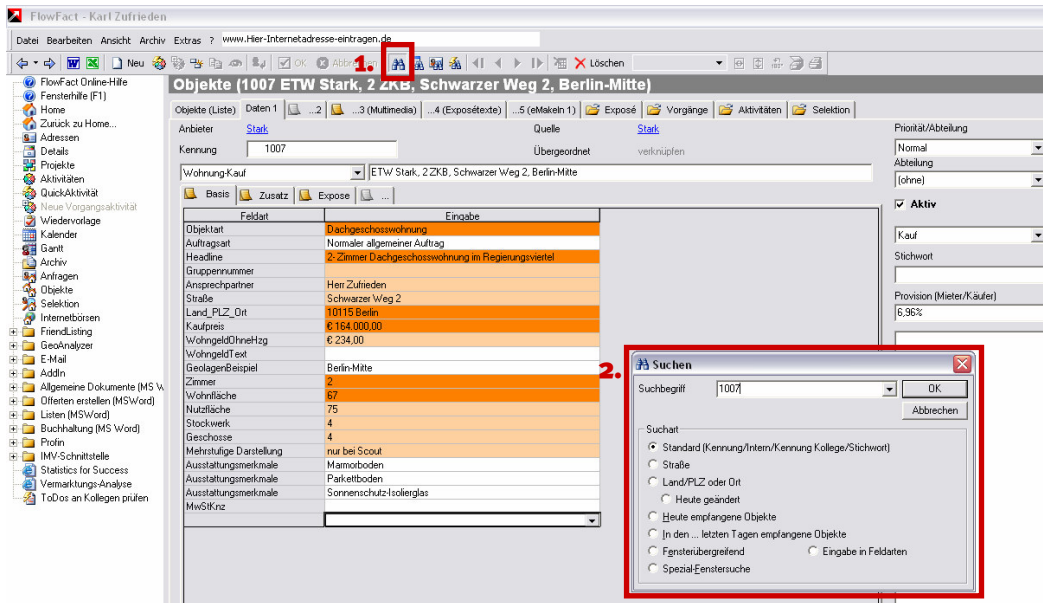 FlowFact - Karl Zufrieden
Datei Bearbeiten Ansicht Archiv Extras ? www.Hier-Internetadresse-eintragen.de
Neu OK 1. Löschen
FlowFact Online-Hilfe
Fensterhilfe (F1)
Home
Zurück zu Home...
Adressen
Details
Projekte
Aktivitäten
QuickAktivität
Neue Vorgangsaktivität
Wiedervorlage
Kalender
Gantt
Archiv
Anfragen
Objekte
Selektion
Internetbörsen
FriendListing
GeoAnalyzer
E-Mail
AddIn
Allgemeine Dokumente (MS W
Offerten erstellen (MSWord)
Listen (MSWord)
Buchhaltung (MS Word)
Profin
IMV-Schnittstelle
Statistics for Success
Vermarktungs-Analyse
ToDos an Kollegen prüfen
Objekte (1007 ETW Stark, 2 ZKB, Schwarzer Weg 2, Berlin-Mitte)
Objekte (Liste) Daten 1 ...2 ...3 (Multimedia) ...4 (Exposétexte) ...5 (eMakeln 1) Exposé Vorgänge Aktivitäten Selektion
Anbieter Stark Quelle Stark
Kennung 1007 Übergeordnet verknüpfen
Wohnung-Kauf ETW Stark, 2 ZKB, Schwarzer Weg 2, Berlin-Mitte
Basis Zusatz Expose ...
Feldart Eingabe
Objektart Dachgeschosswohnung
Auftragsart Normaler allgemeiner Auftrag
Headline 2- Zimmer Dachgeschosswohnung im Regierungsviertel
Gruppennummer
Ansprechpartner Herr Zufrieden
Straße Schwarzer Weg 2
Land_PLZ_Ort 10115 Berlin
Kaufpreis € 164.000,00
WohngeldOhneHzg € 234,00
WohngeldText
GeolagenBeispiel Berlin-Mitte
Zimmer 2
Wohnfläche 67
Nutzfläche 75
Stockwerk 4
Geschosse 4
Mehrstufige Darstellung nur bei Scout
Ausstattungsmerkmale Marmorboden
Ausstattungsmerkmale Parkettboden
Ausstattungsmerkmale Sonnenschutz-Isolierglas
MwStKnz
Priorität/Abteilung
Normal
Abteilung
(ohne)
Aktiv
Kauf
Stichwort
Provision (Mieter/Käufer)
6,96%
2. Suchen
Suchbegriff 1007 OK
Abbrechen
Suchart
Standard (Kennung/Intern/Kennung Kollege/Stichwort)
Straße
Land/PLZ oder Ort
Heute geändert
Heute empfangene Objekte
In den ... letzten Tagen empfangene Objekte
Fensterübergreifend Eingabe in Feldarten
Spezial-Fenstersuche